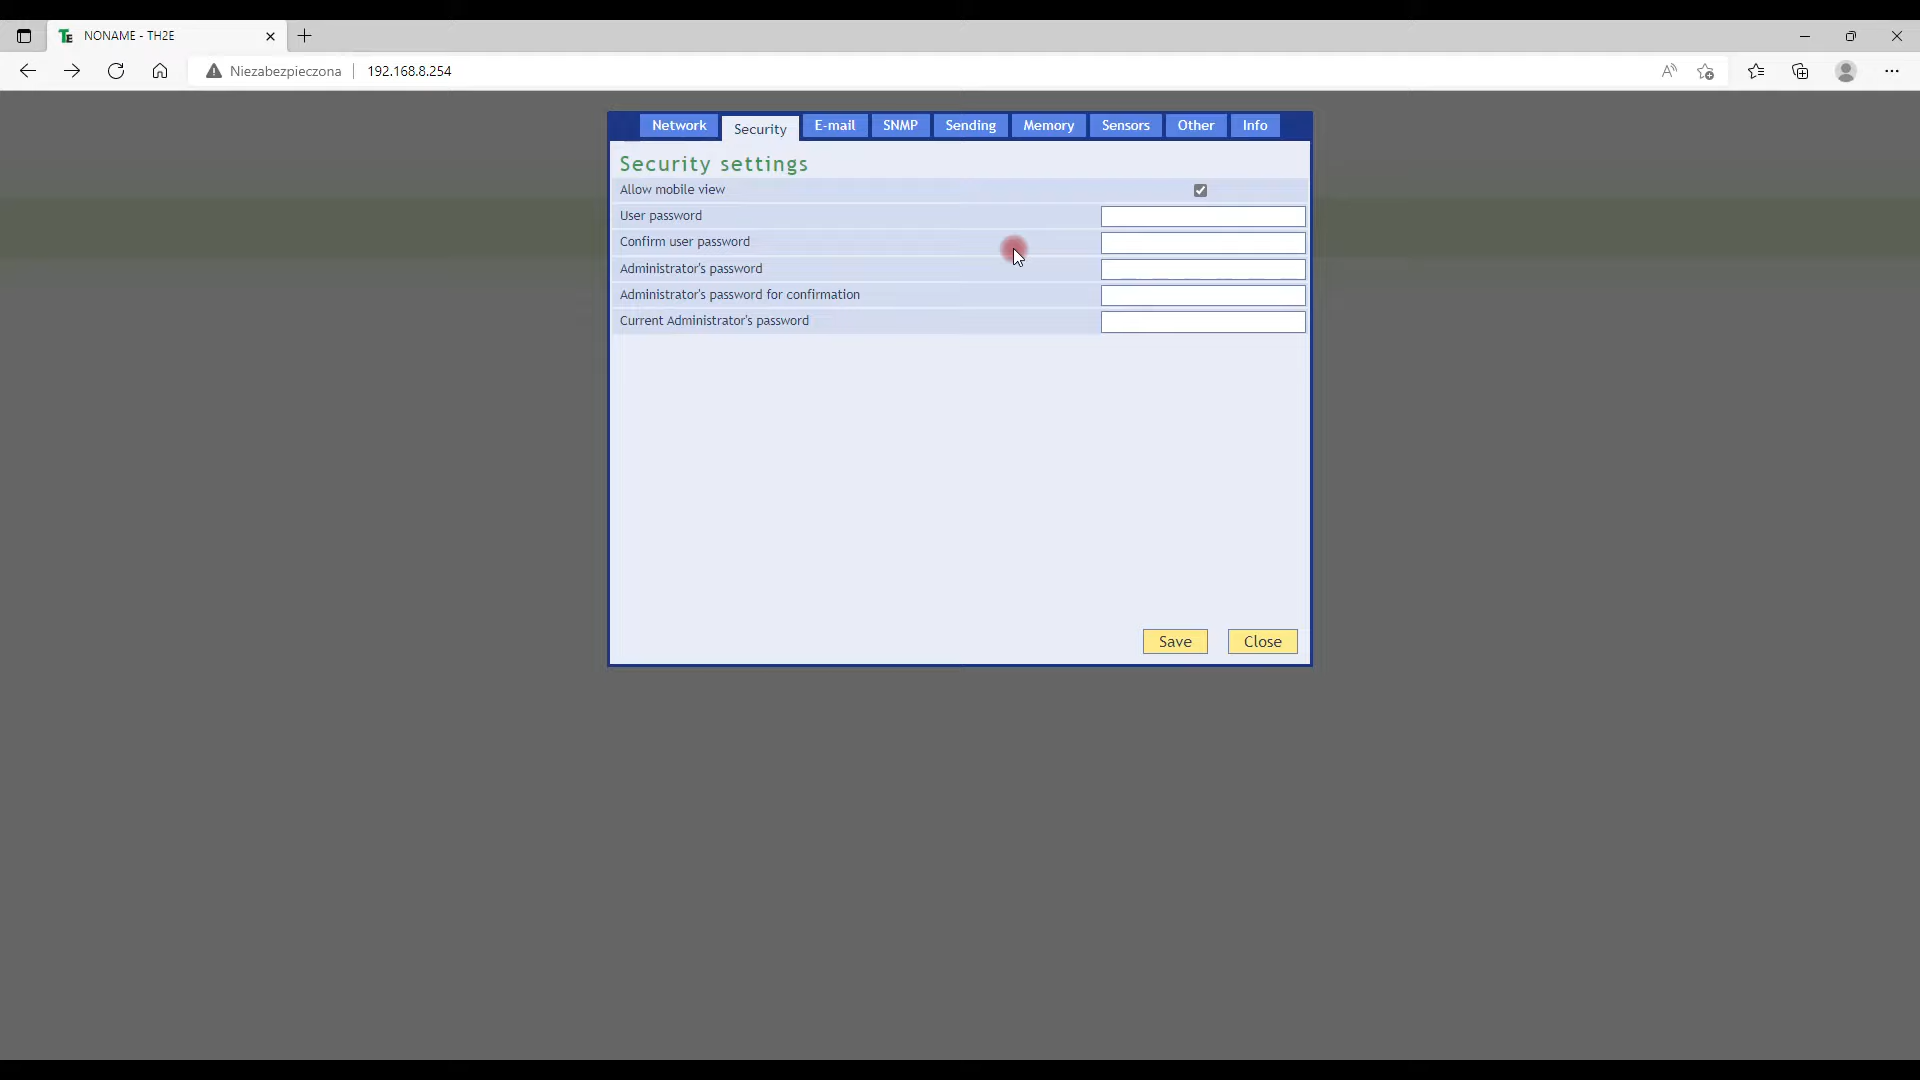 NONAME - TH2E
Niezabezpieczona 192.168.8.254
Network Security E-mail SNMP Sending Memory Sensors Other Info
Security settings
Allow mobile view
User password
Confirm user password
Administrator's password
Administrator's password for confirmation
Current Administrator's password
Save Close